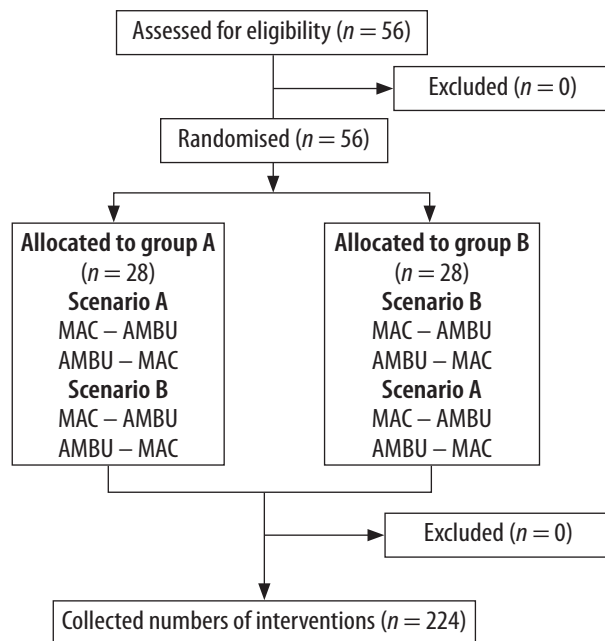 Assessed for eligibility (n = 56)
Excluded (n = 0)
Randomised (n = 56)
Allocated to group A
(n = 28)
Scenario A
MAC – AMBU
AMBU – MAC
Scenario B
MAC – AMBU
AMBU – MAC
Allocated to group B
(n = 28)
Scenario B
MAC – AMBU
AMBU – MAC
Scenario A
MAC – AMBU
AMBU – MAC
Excluded (n = 0)
Collected numbers of interventions (n = 224)